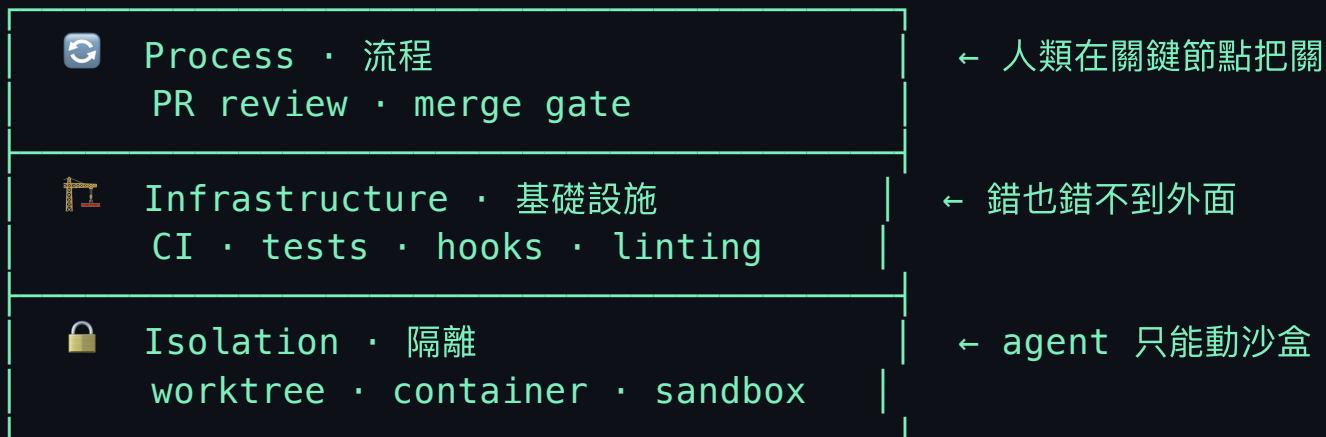 Process · 流程 ← 人類在關鍵節點把關
PR review · merge gate
Infrastructure · 基礎設施 ← 錯也錯不到外面
CI · tests · hooks · linting
Isolation · 隔離 ← agent 只能動沙盒
worktree · container · sandbox